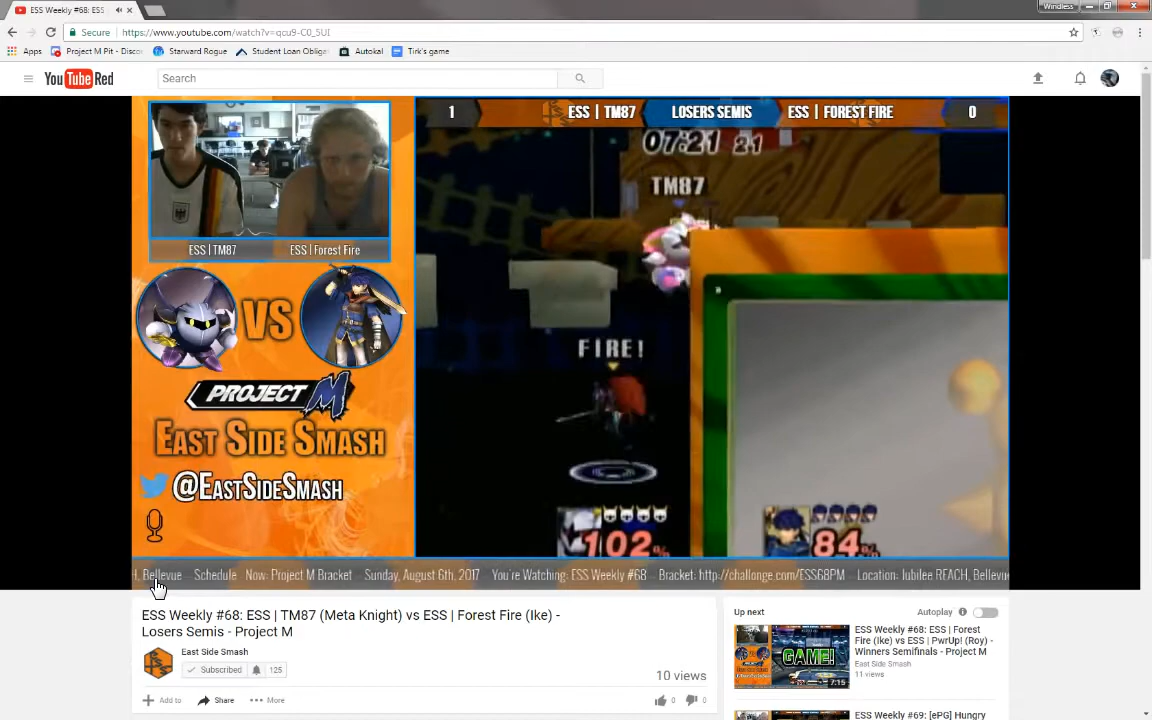 ESS Weekly #68: ESS
Windless
Secure
https://www.youtube.com/watch?v=qcu9-C0_5UI
Apps
Project M Pit - Discor
Starward Rogue
Student Loan Obligat
Autokal
Tirk's game
YouTube Red
Search
1
ESS | TM87
LOSERS SEMIS
ESS | FOREST FIRE
0
07:21 21
TM87
ESS | TM87
ESS | Forest Fire
VS
FIRE!
PROJECT M
EAST SIDE SMASH
@EASTSIDESMASH
102%
84%
H, Bellevue Schedule Now: Project M Bracket Sunday, August 6th, 2017 You're Watching: ESS Weekly #68 Bracket: http://challonge.com/ESS68PM Location: Jubilee REACH, Bellevue
ESS Weekly #68: ESS | TM87 (Meta Knight) vs ESS | Forest Fire (Ike) -
Losers Semis - Project M
East Side Smash
Subscribed
125
10 views
Add to
Share
More
0
0
Up next
Autoplay
GAME!
7:15
ESS Weekly #68: ESS | Forest
Fire (Ike) vs ESS | PwrUp! (Roy) -
Winners Semifinals - Project M
East Side Smash
11 views
ESS Weekly #69: [ePG] Hungry